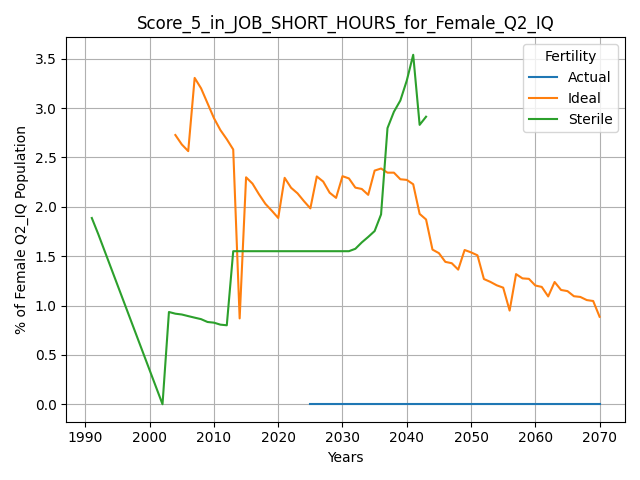 Score_5_in_JOB_SHORT_HOURS_for_Female_Q2_IQ
Fertility
Actual
Ideal
Sterile
% of Female Q2_IQ Population
3.5
3.0
2.5
2.0
1.5
1.0
0.5
0.0
1990 2000 2010 2020 2030 2040 2050 2060 2070
Years